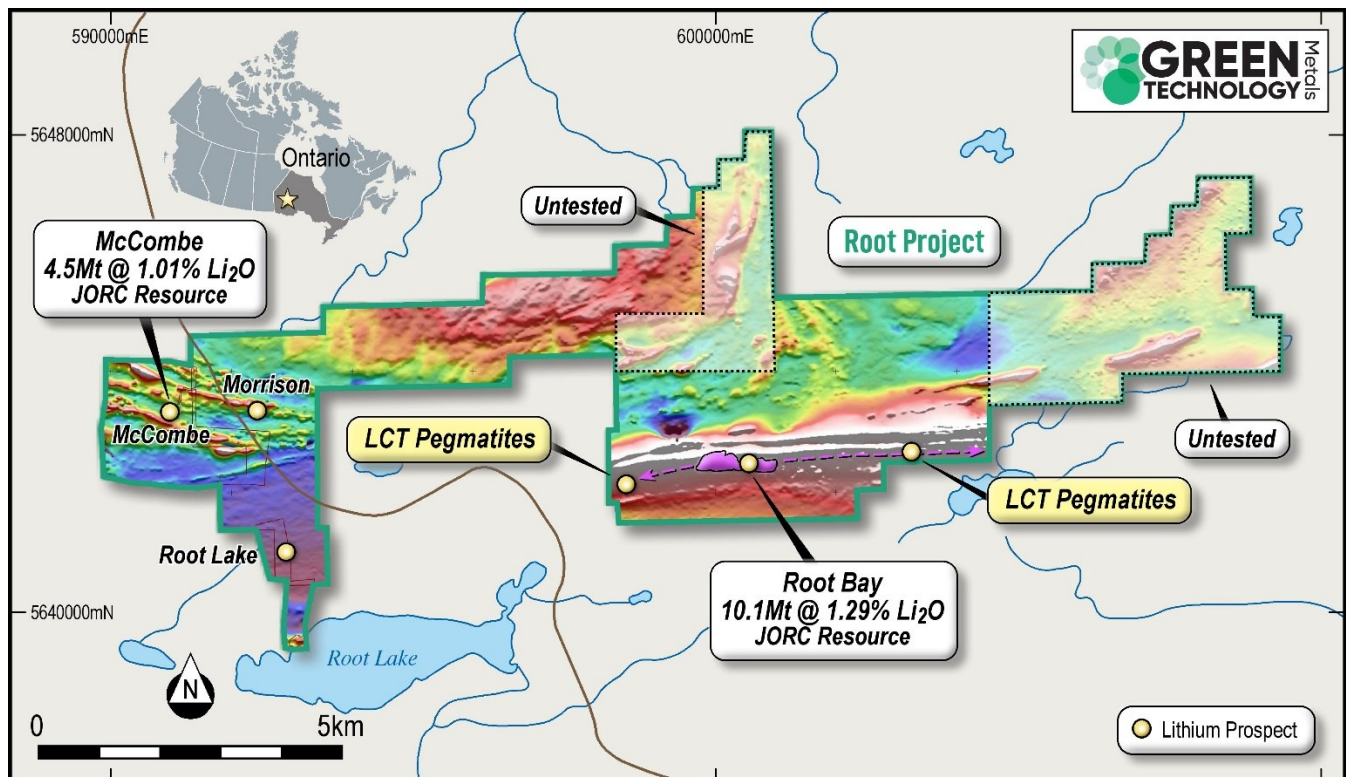 590000mE
600000mE
GREEN
TECHNOLOGY
Metals
5648000mN
Ontario
Untested
Root Project
McCombe
4.5Mt @ 1.01% Li₂O
JORC Resource
Morrison
McCombe
LCT Pegmatites
Untested
LCT Pegmatites
Root Lake
Root Bay
10.1Mt @ 1.29% Li₂O
JORC Resource
5640000mN
Root Lake
N
0
5km
Lithium Prospect